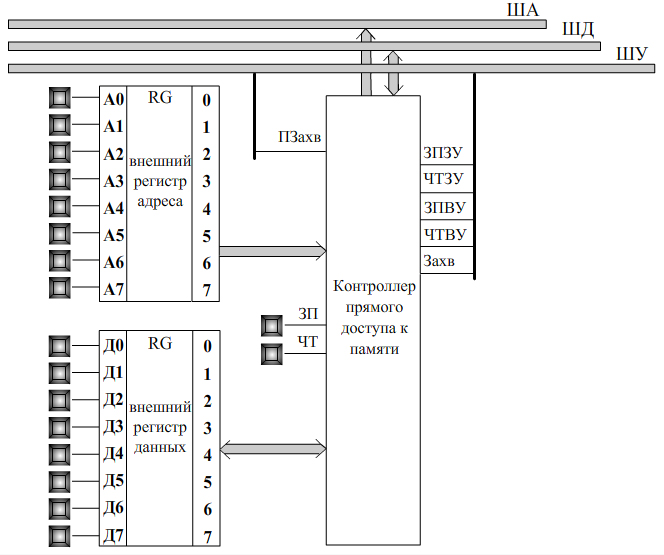 ША
ШД
ШУ
A0 RG 0
A1 1
A2 внешний 2
A3 регистр 3
A4 адреса 4
A5 5
A6 6
A7 7
ПЗахв
ЗПЗУ
ЧТЗУ
ЗПВУ
ЧТВУ
Захв
Контроллер
прямого
доступа к
памяти
ЗП
ЧТ
Д0 RG 0
Д1 1
Д2 внешний 2
Д3 регистр 3
Д4 данных 4
Д5 5
Д6 6
Д7 7